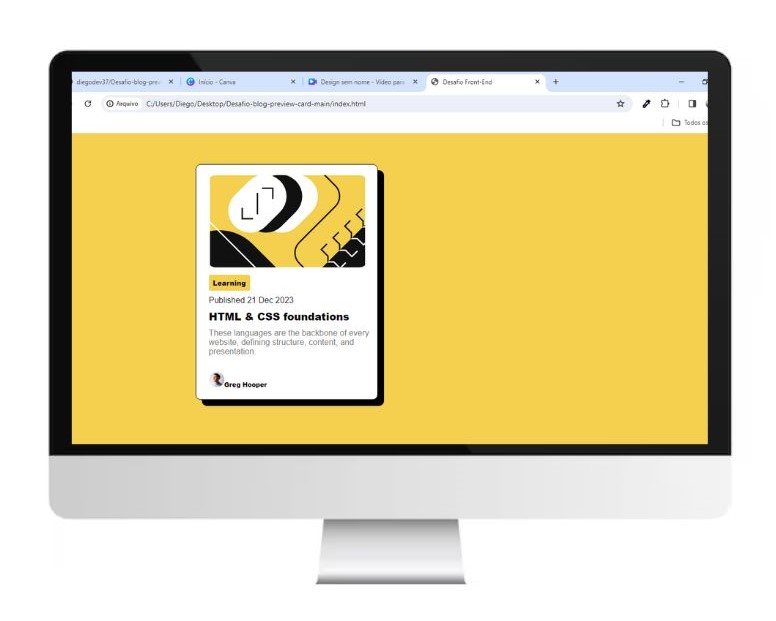 diegodev37/Desafio-blog-prev
Início - Canva
Design sem nome - Vídeo para
Desafio Front-End
Arquivo
C:/Users/Diego/Desktop/Desafio-blog-preview-card-main/index.html
Todos os
Learning
Published 21 Dec 2023
HTML & CSS foundations
These languages are the backbone of every
website, defining structure, content, and
presentation.
Greg Hooper